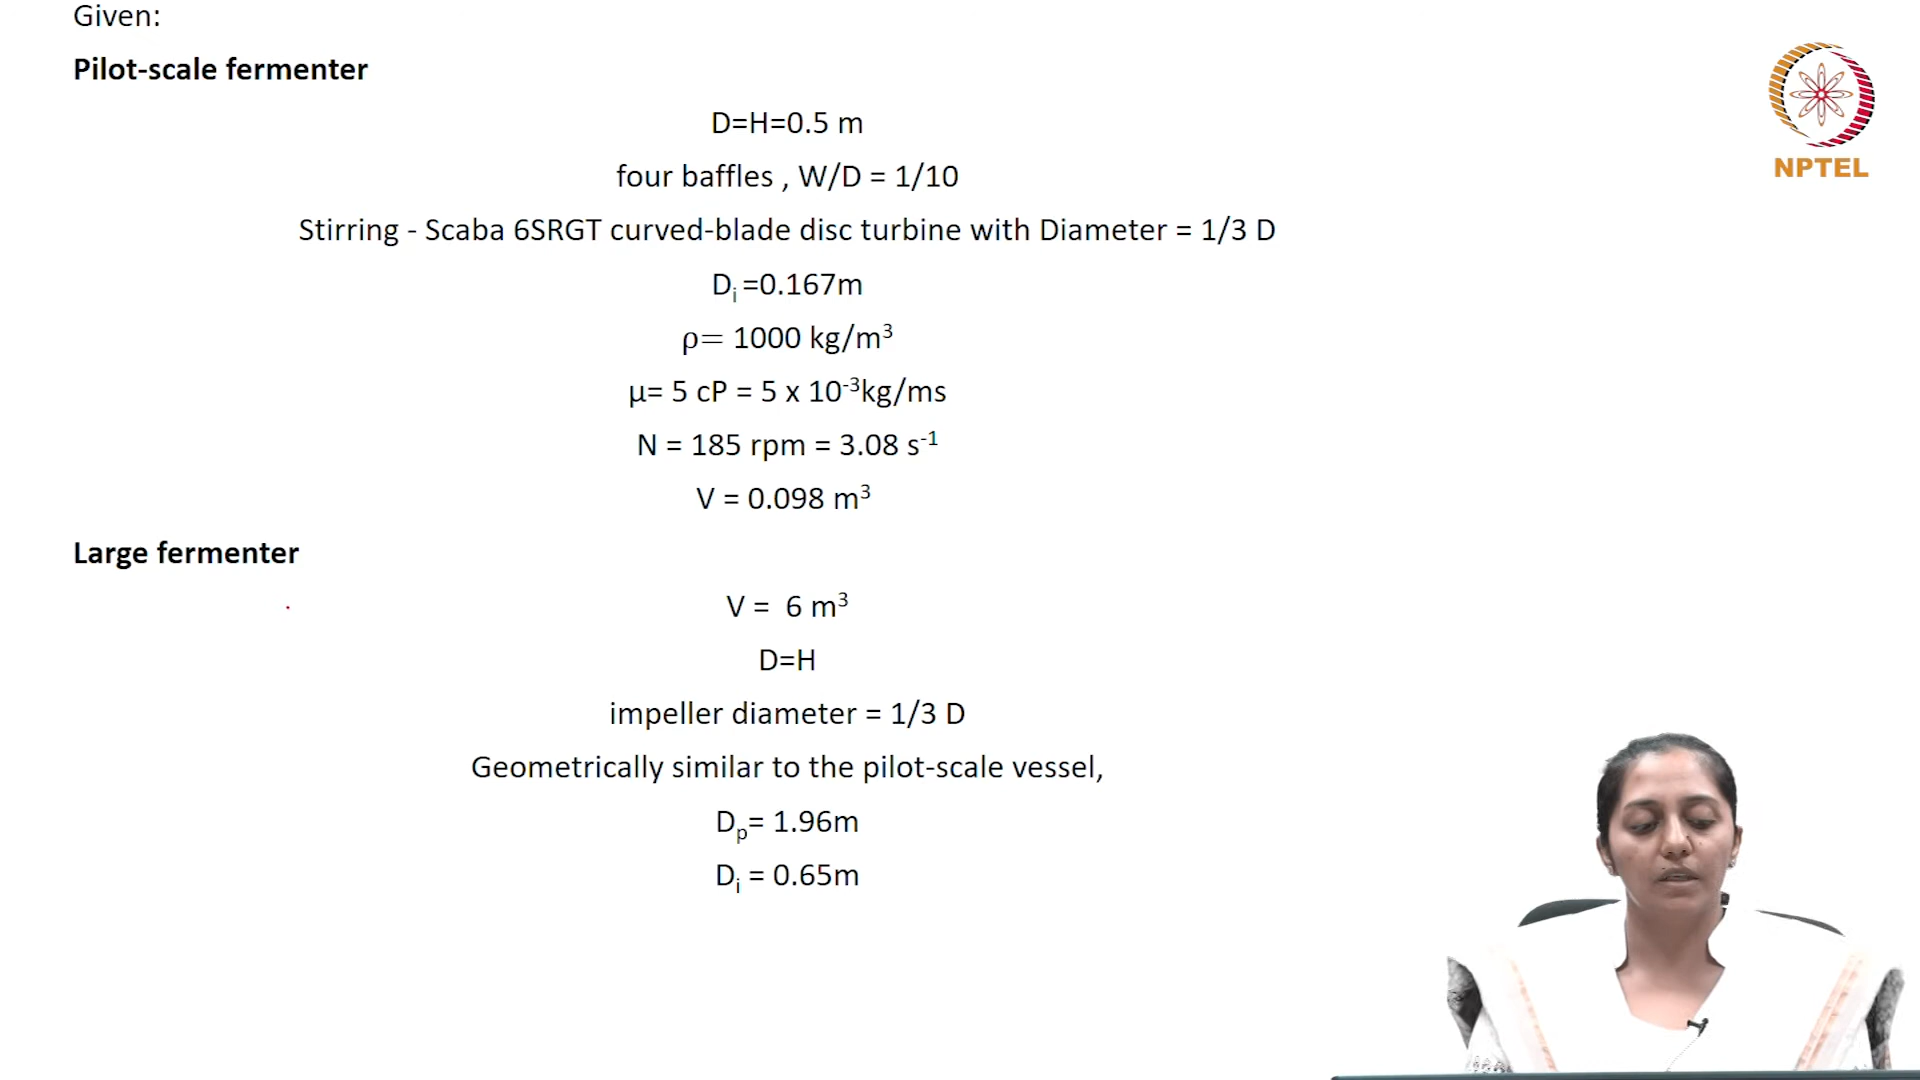 Given:
Pilot-scale fermenter
D=H=0.5 m
four baffles , W/D = 1/10
Stirring - Scaba 6SRGT curved-blade disc turbine with Diameter = 1/3 D
Dᵢ =0.167m
ρ= 1000 kg/m³
µ= 5 cP = 5 x 10⁻³kg/ms
N = 185 rpm = 3.08 s⁻¹
V = 0.098 m³
Large fermenter
V =  6 m³
D=H
impeller diameter = 1/3 D
Geometrically similar to the pilot-scale vessel,
Dₚ= 1.96m
Dᵢ = 0.65m
NPTEL